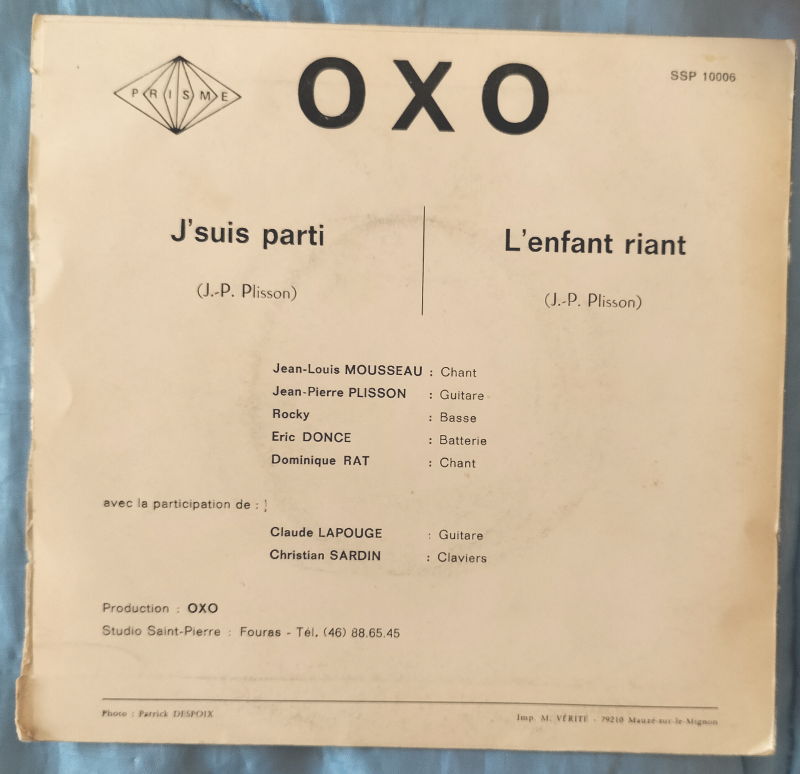 PRISME
OXO
SSP 10006
J'suis parti
(J.-P. Plisson)
L'enfant riant
(J.-P. Plisson)
Jean-Louis MOUSSEAU : Chant
Jean-Pierre PLISSON : Guitare
Rocky : Basse
Eric DONCE : Batterie
Dominique RAT : Chant
avec la participation de :
Claude LAPOUGE : Guitare
Christian SARDIN : Claviers
Production : OXO
Studio Saint-Pierre : Fouras - Tél. (46) 88.65.45
Photo : Patrick DESPOIX
Imp. M. VÉRITÉ - 79210 Mauzé-sur-le-Mignon